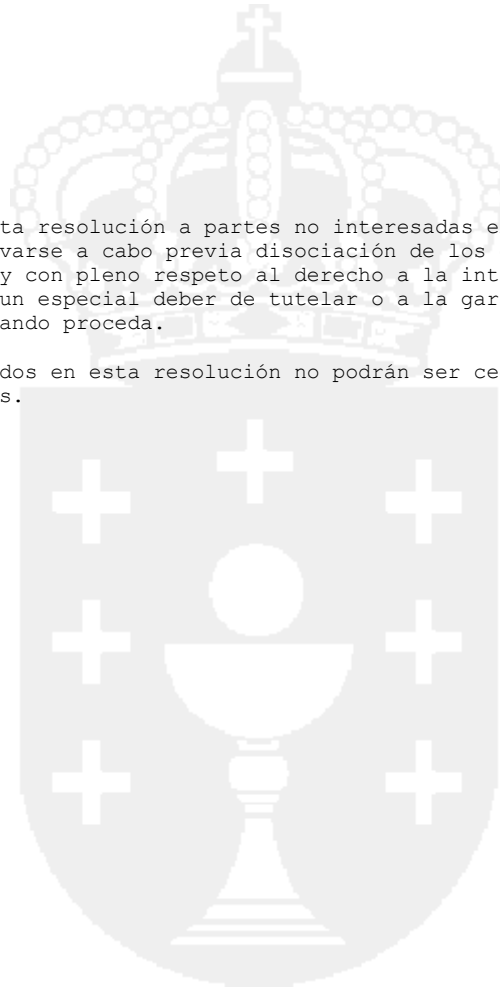 ta resolución a partes no interesadas e
varse a cabo previa disociación de los
y con pleno respeto al derecho a la int
un especial deber de tutelar o a la gar
ando proceda.
dos en esta resolución no podrán ser ce
s.